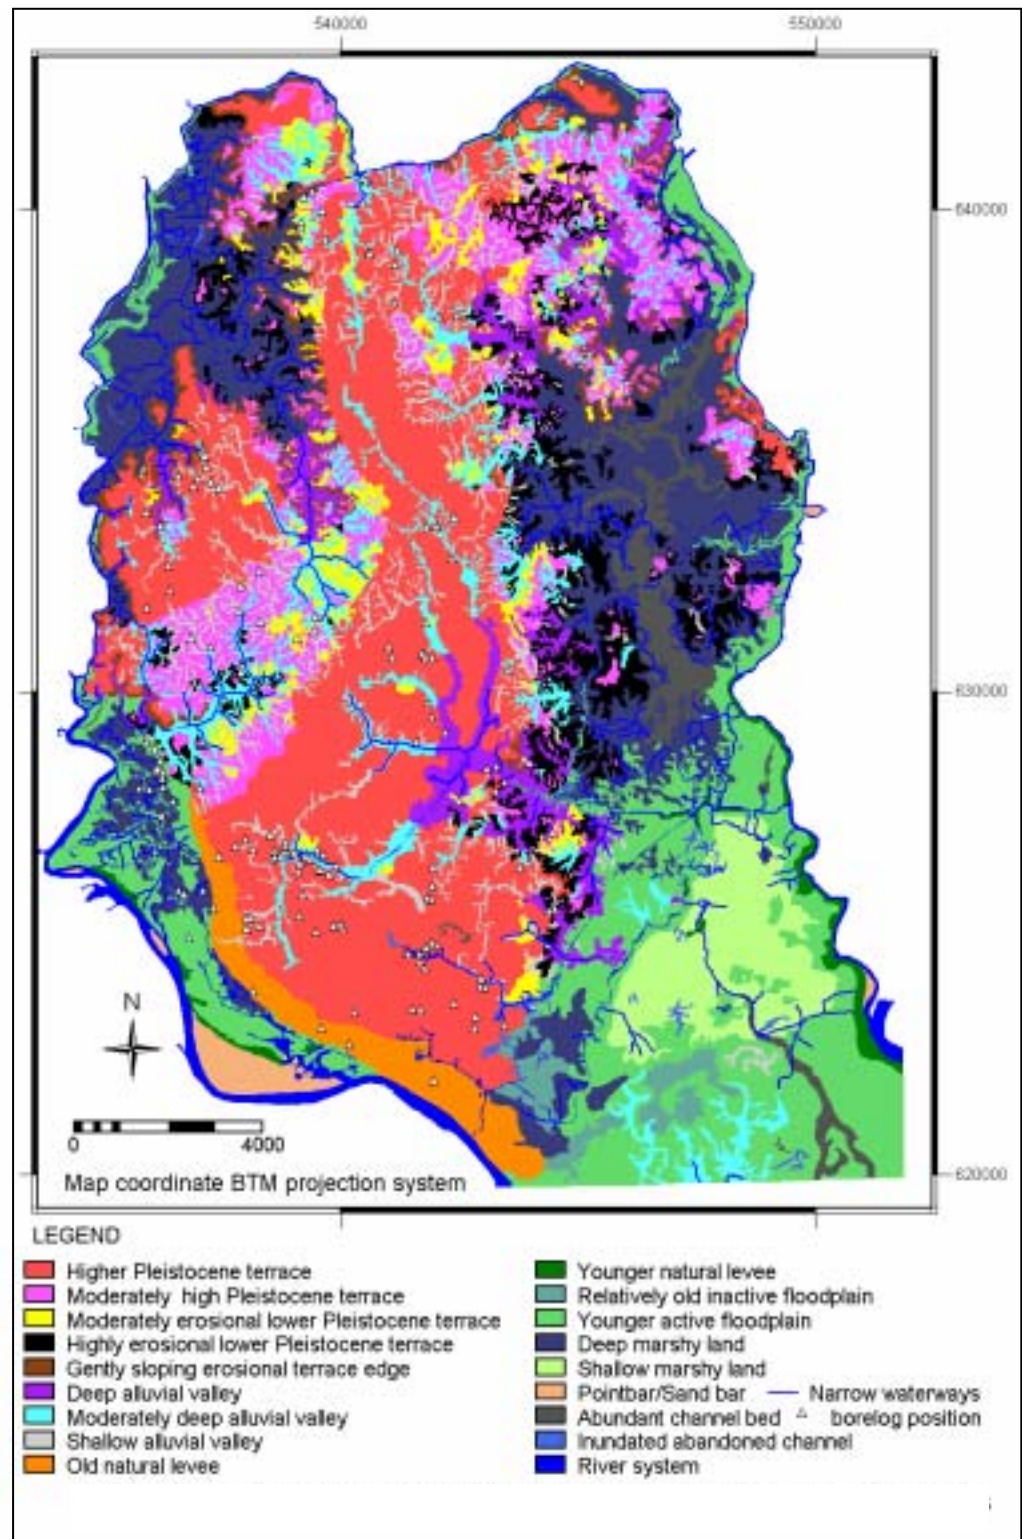 540000 550000
640000
630000
N
0 4000
620000
Map coordinate BTM projection system
LEGEND
Higher Pleistocene terrace
Moderately high Pleistocene terrace
Moderately erosional lower Pleistocene terrace
Highly erosional lower Pleistocene terrace
Gently sloping erosional terrace edge
Deep alluvial valley
Moderately deep alluvial valley
Shallow alluvial valley
Old natural levee
Younger natural levee
Relatively old inactive floodplain
Younger active floodplain
Deep marshy land
Shallow marshy land
Pointbar/Sand bar Narrow waterways
Abundant channel bed borelog position
Inundated abandoned channel
River system